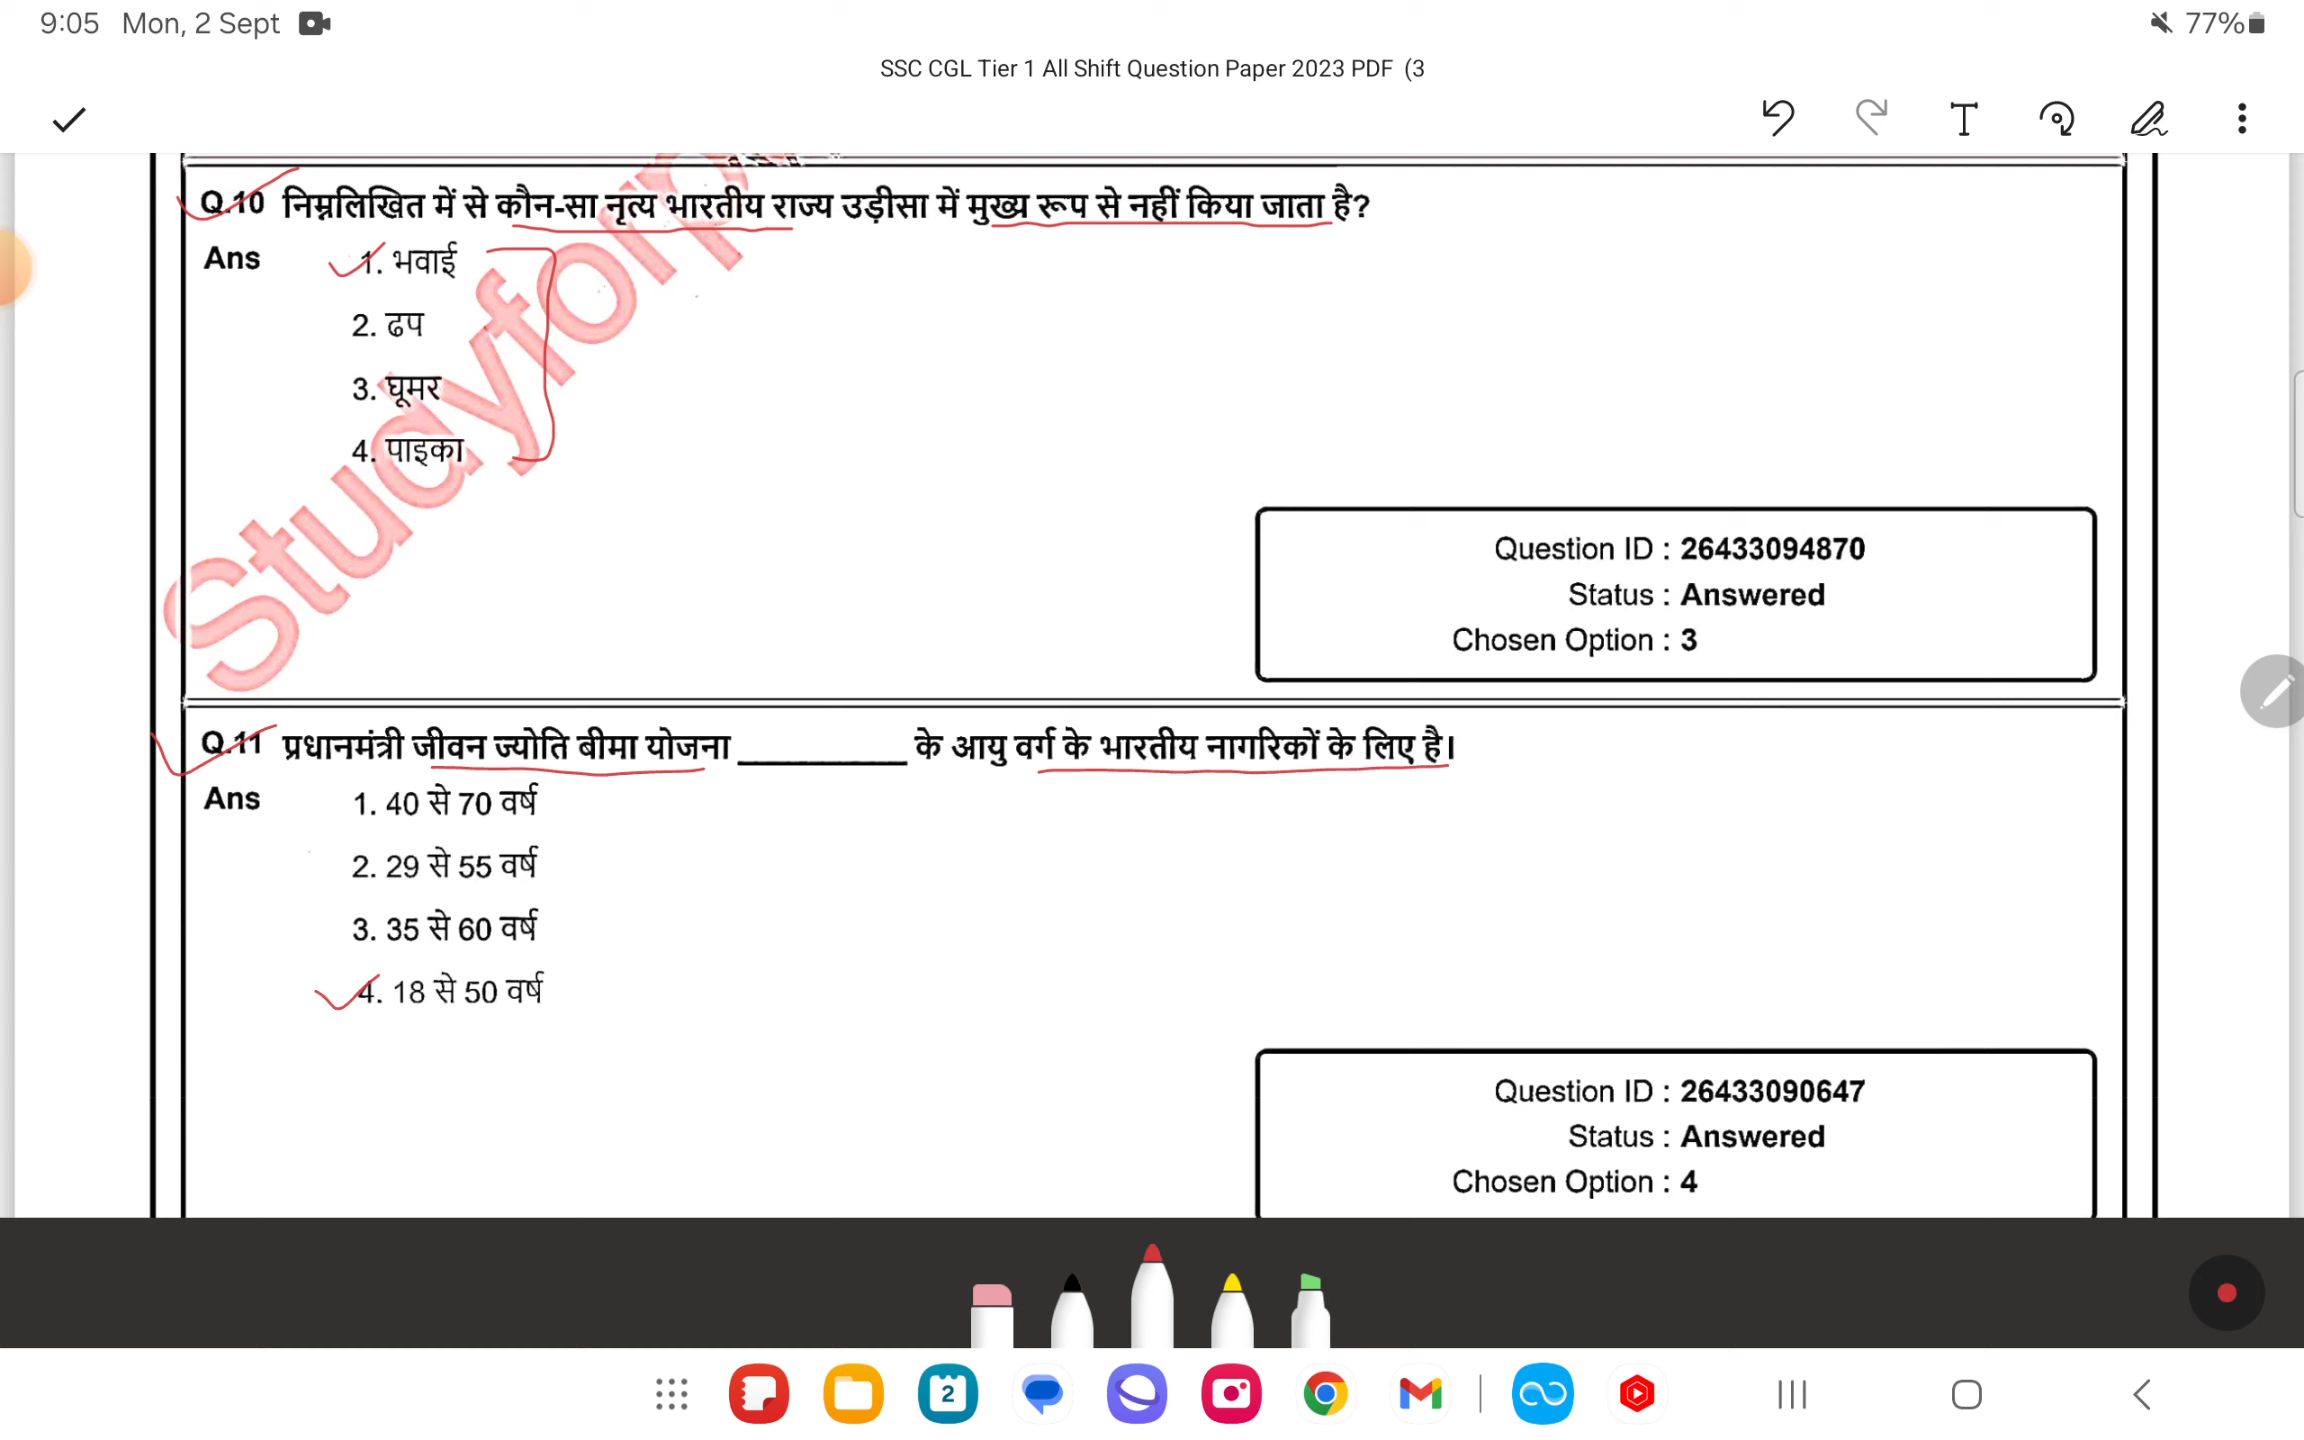 9:05 Mon, 2 Sept
77%
SSC CGL Tier 1 All Shift Question Paper 2023 PDF (3
Q.10 निम्नलिखित में से कौन-सा नृत्य भारतीय राज्य उड़ीसा में मुख्य रूप से नहीं किया जाता है?
Ans 1. भवाई
2. ढप
3. घूमर
4. पाइका
Studyforp
Question ID : 26433094870
Status : Answered
Chosen Option : 3
Q.11 प्रधानमंत्री जीवन ज्योति बीमा योजना __________ के आयु वर्ग के भारतीय नागरिकों के लिए है।
Ans 1. 40 से 70 वर्ष
2. 29 से 55 वर्ष
3. 35 से 60 वर्ष
4. 18 से 50 वर्ष
Question ID : 26433090647
Status : Answered
Chosen Option : 4
2